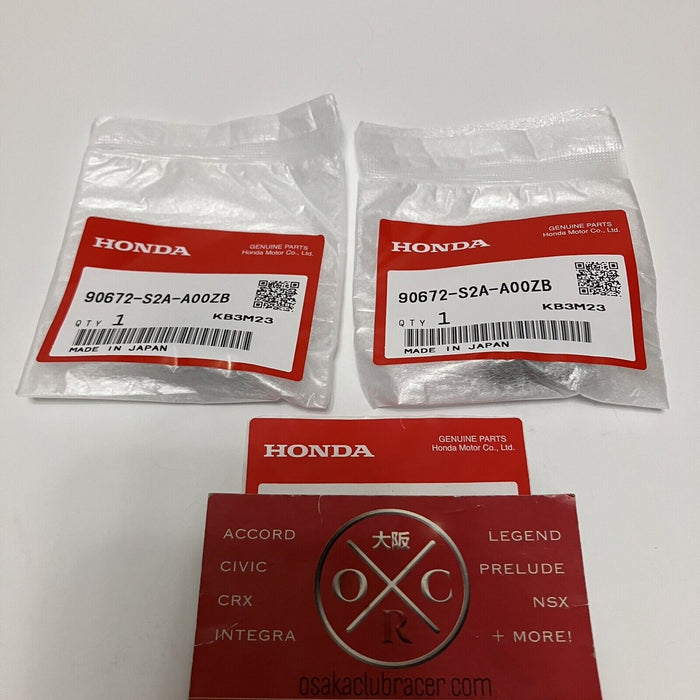 HONDA
GENUINE PARTS
Honda Motor Co., Ltd.
90672-S2A-A00ZB
QTY 1
KB3M23
MADE IN JAPAN
HONDA
GENUINE PARTS
Honda Motor Co., Ltd.
90672-S2A-A00ZB
QTY 1
KB3M23
MADE IN JAPAN
HONDA
GENUINE PARTS
Honda Motor Co., Ltd.
ACCORD
CIVIC
CRX
INTEGRA
大阪
O C
R
LEGEND
PRELUDE
NSX
+ MORE!
osakaclubracer.com